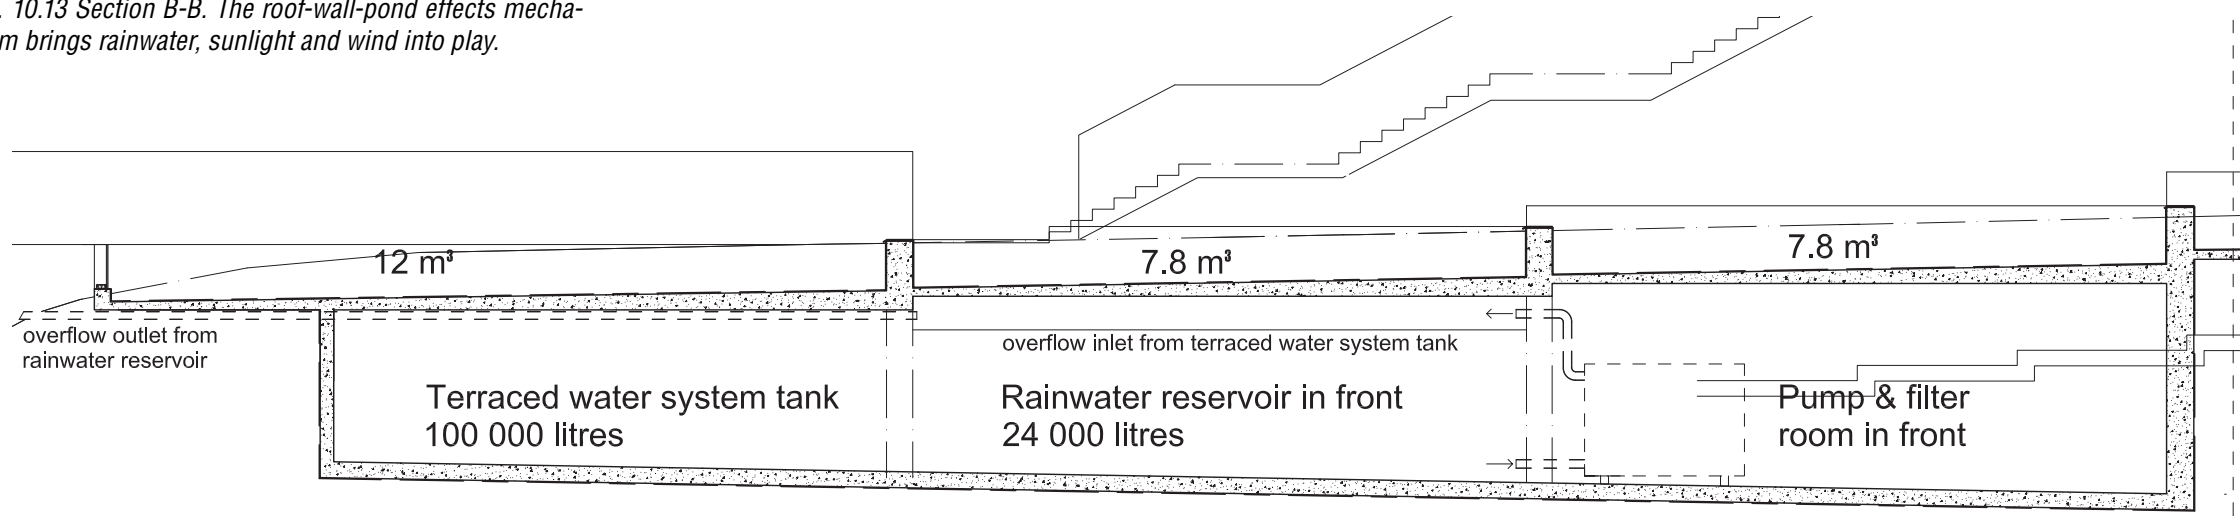 . 10.13 Section B-B. The roof-wall-pond effects mecha-
m brings rainwater, sunlight and wind into play.
12 m³
7.8 m³
7.8 m³
overflow outlet from
rainwater reservoir
overflow inlet from terraced water system tank
Terraced water system tank
100 000 litres
Rainwater reservoir in front
24 000 litres
Pump & filter
room in front